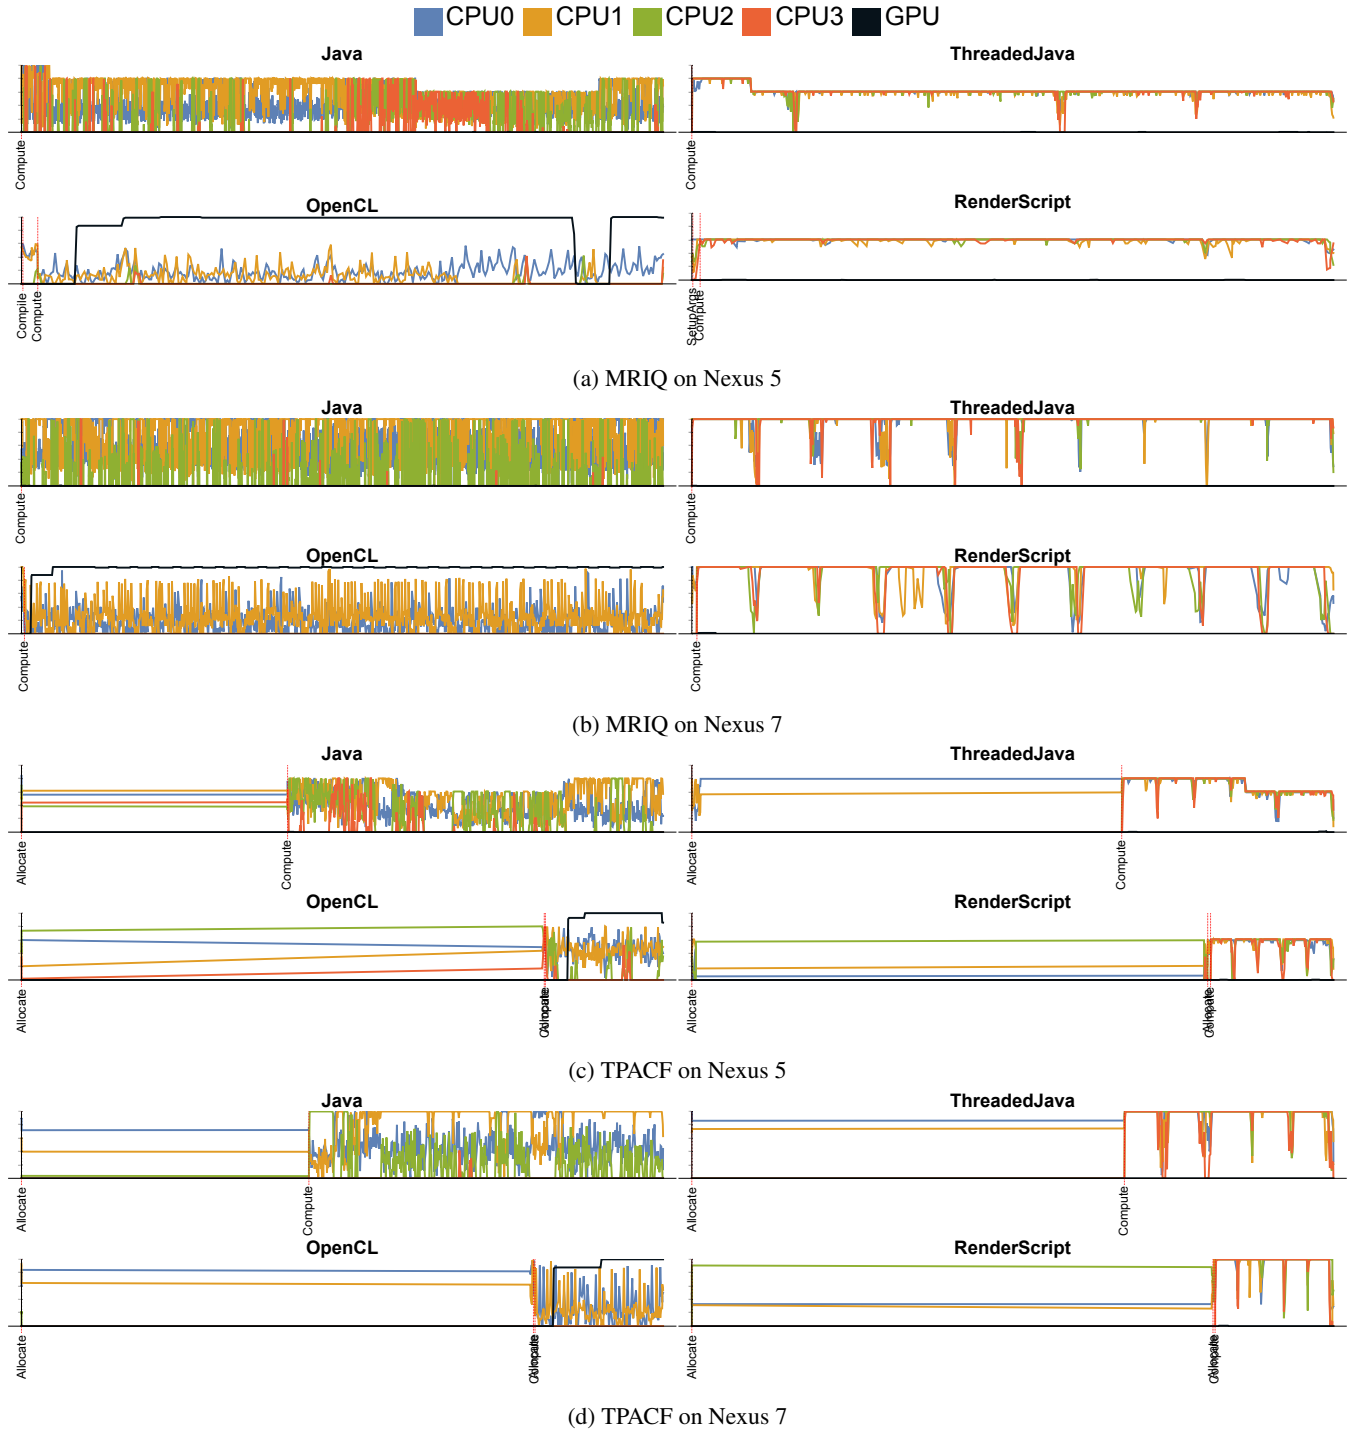 CPU0 CPU1 CPU2 CPU3 GPU
Java
ThreadedJava
Compute
Compute
OpenCL
RenderScript
Compile
Compute
SetupArgs
Compute
(a) MRIQ on Nexus 5
Java
ThreadedJava
Compute
Compute
OpenCL
RenderScript
Compute
Compute
(b) MRIQ on Nexus 7
Java
ThreadedJava
Allocate
Compute
Allocate
Compute
OpenCL
RenderScript
Allocate
Allocate
Allocate
Compute
(c) TPACF on Nexus 5
Java
ThreadedJava
Allocate
Compute
Allocate
Compute
OpenCL
RenderScript
Allocate
Allocate
(d) TPACF on Nexus 7